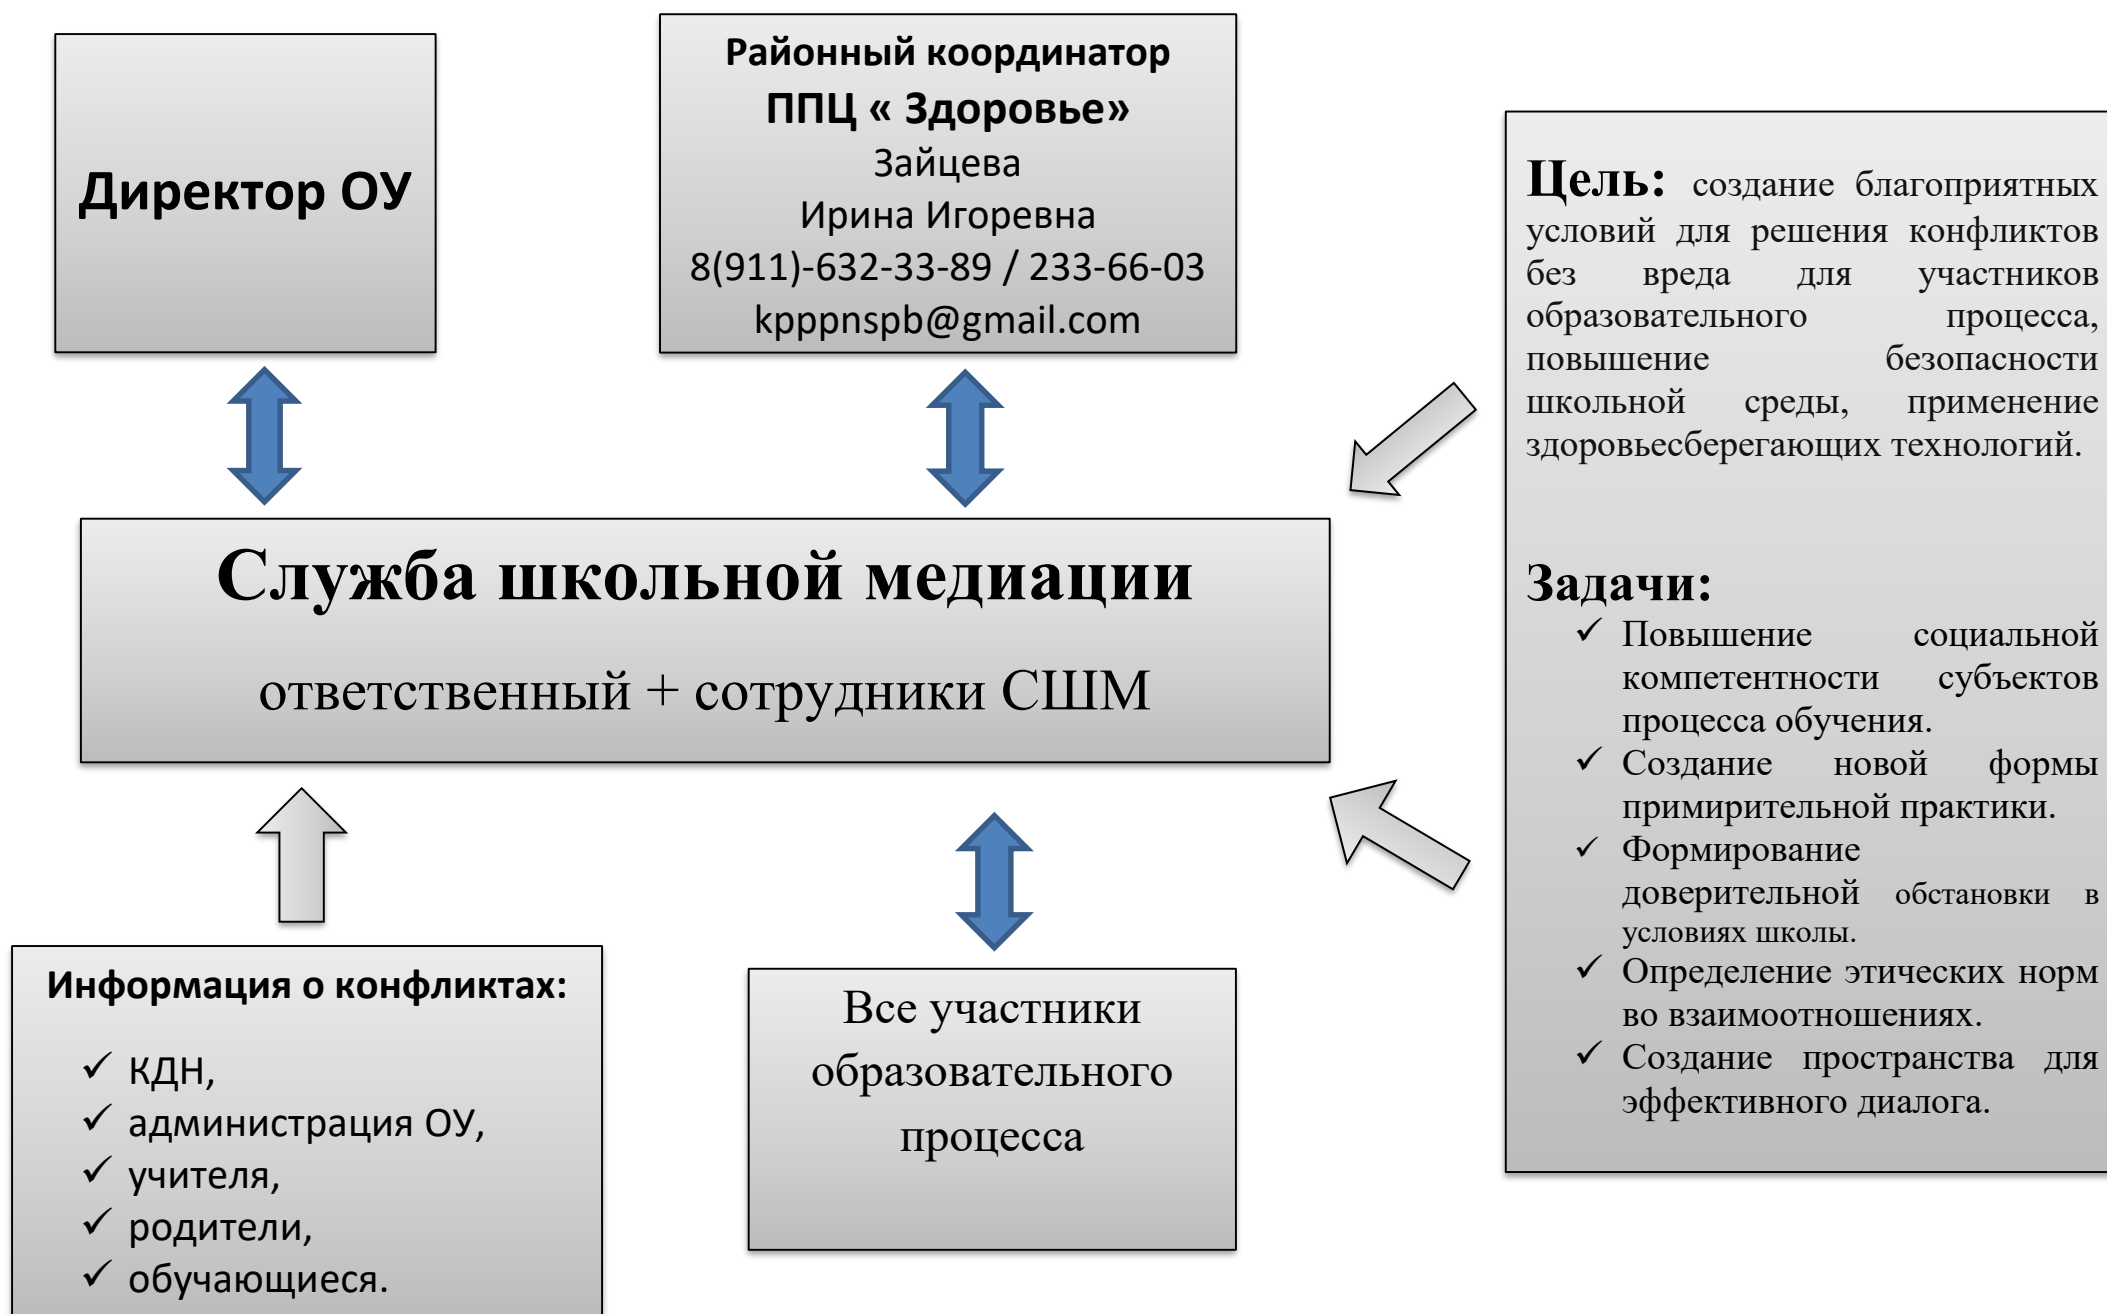 Директор ОУ
Районный координатор
ППЦ « Здоровье»
Зайцева
Ирина Игоревна
8(911)-632-33-89 / 233-66-03
kpppnspb@gmail.com
Цель: создание благоприятных
условий для решения конфликтов
без вреда для участников
образовательного процесса,
повышение безопасности
школьной среды, применение
здоровьесберегающих технологий.
Задачи:
✓ Повышение социальной
компетентности субъектов
процесса обучения.
✓ Создание новой формы
примирительной практики.
✓ Формирование
доверительной обстановки в
условиях школы.
✓ Определение этических норм
во взаимоотношениях.
✓ Создание пространства для
эффективного диалога.
Служба школьной медиации
ответственный + сотрудники СШМ
Информация о конфликтах:
✓ КДН,
✓ администрация ОУ,
✓ учителя,
✓ родители,
✓ обучающиеся.
Все участники
образовательного
процесса